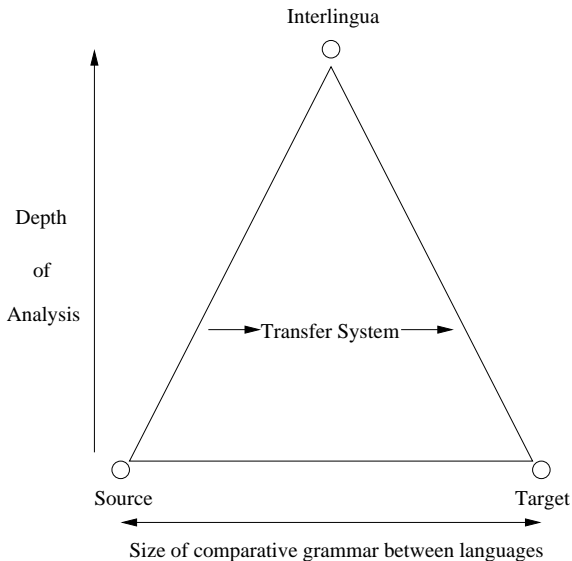 Interlingua
Depth
of
Analysis
Transfer System
Source
Target
Size of comparative grammar between languages